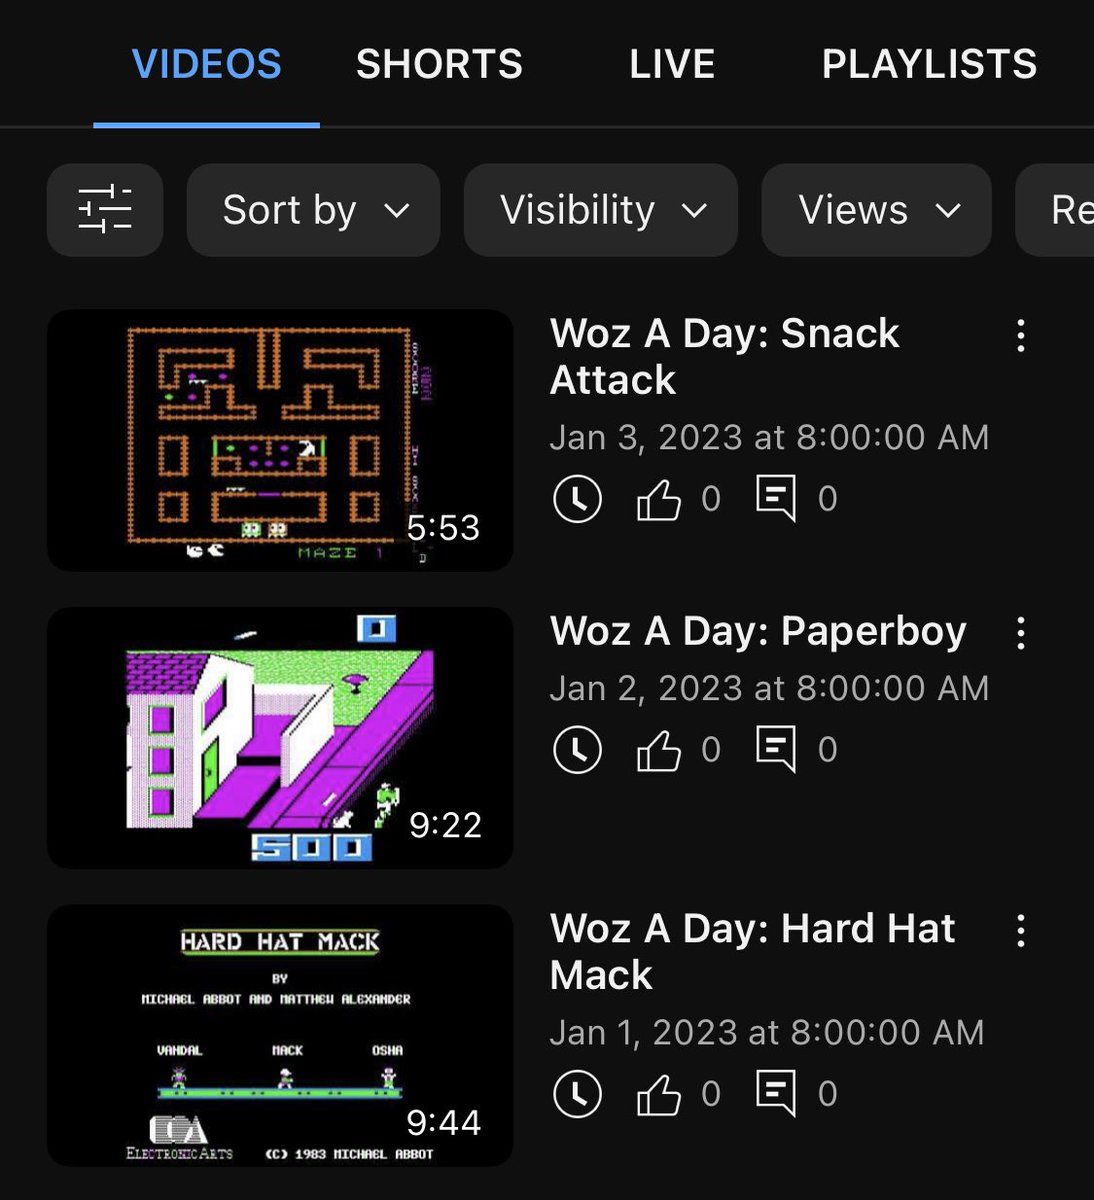 VIDEOS SHORTS LIVE PLAYLISTS
Sort by Visibility Views Re
Woz A Day: Snack
Attack
Jan 3, 2023 at 8:00:00 AM
0 0
MAZE 1
5:53
Woz A Day: Paperboy
Jan 2, 2023 at 8:00:00 AM
0 0
0
500
9:22
Woz A Day: Hard Hat
Mack
Jan 1, 2023 at 8:00:00 AM
0 0
HARD HAT MACK
BY
MICHAEL ABBOT AND MATTHEW ALEXANDER
VANDAL MACK OSHA
9:44
ELECTRONIC ARTS (C) 1983 MICHAEL ABBOT